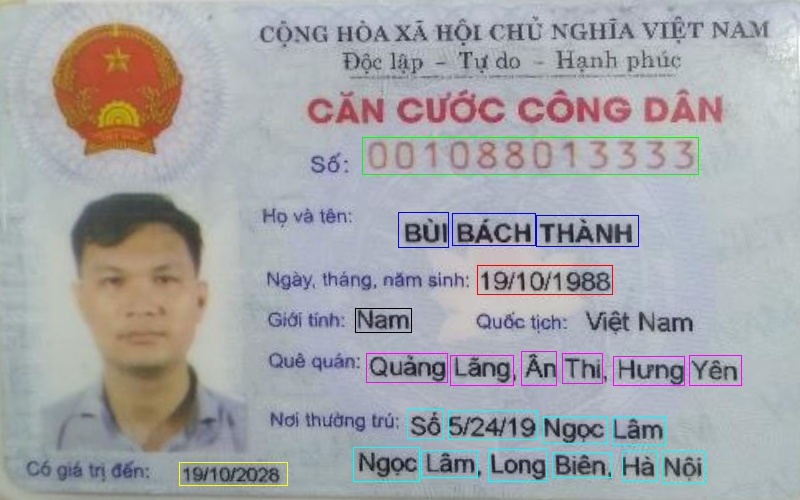 CỘNG HÒA XÃ HỘI CHỦ NGHĨA VIỆT NAM
Độc lập - Tự do - Hạnh phúc
CĂN CƯỚC CÔNG DÂN
Số: 001088013333
Họ và tên: BÙI BÁCH THÀNH
Ngày, tháng, năm sinh: 19/10/1988
Giới tính: Nam Quốc tịch: Việt Nam
Quê quán: Quảng Lãng, Ân Thi, Hưng Yên
Nơi thường trú: Số 5/24/19 Ngọc Lâm
Ngọc Lâm, Long Biên, Hà Nội
Có giá trị đến: 19/10/2028